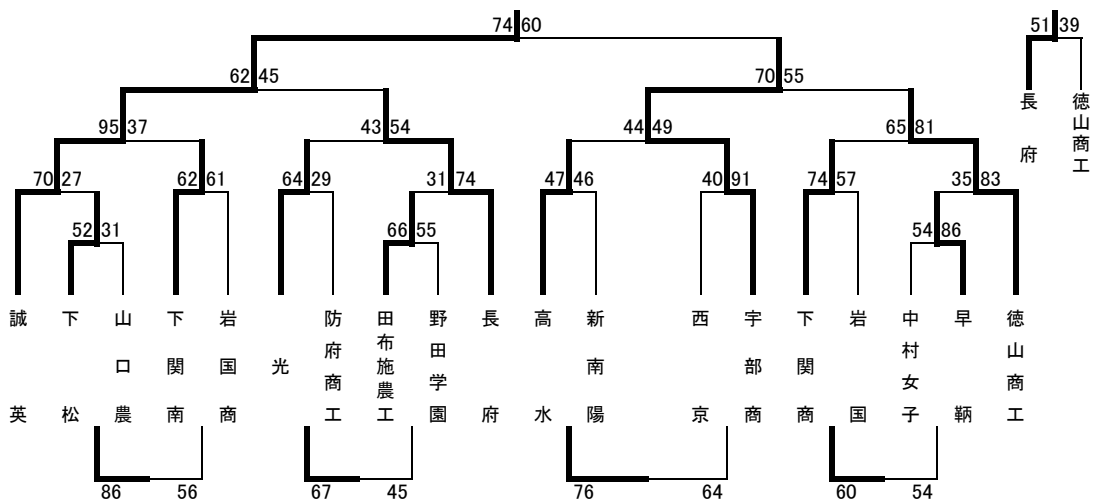 74 60
51 39
62 45
70 55
長府
徳山商工
95 37
43 54
44 49
65 81
70 27
62 61
64 29
31 74
47 46
40 91
74 57
35 83
52 31
66 55
54 86
誠英
下松
山口農
下関南
岩国商
光
防府商工
田布施農工
野田学園
長府
高水
新南陽
西京
宇部商
下関商
岩国
中村女子
早鞆
徳山商工
86 56
67 45
76 64
60 54